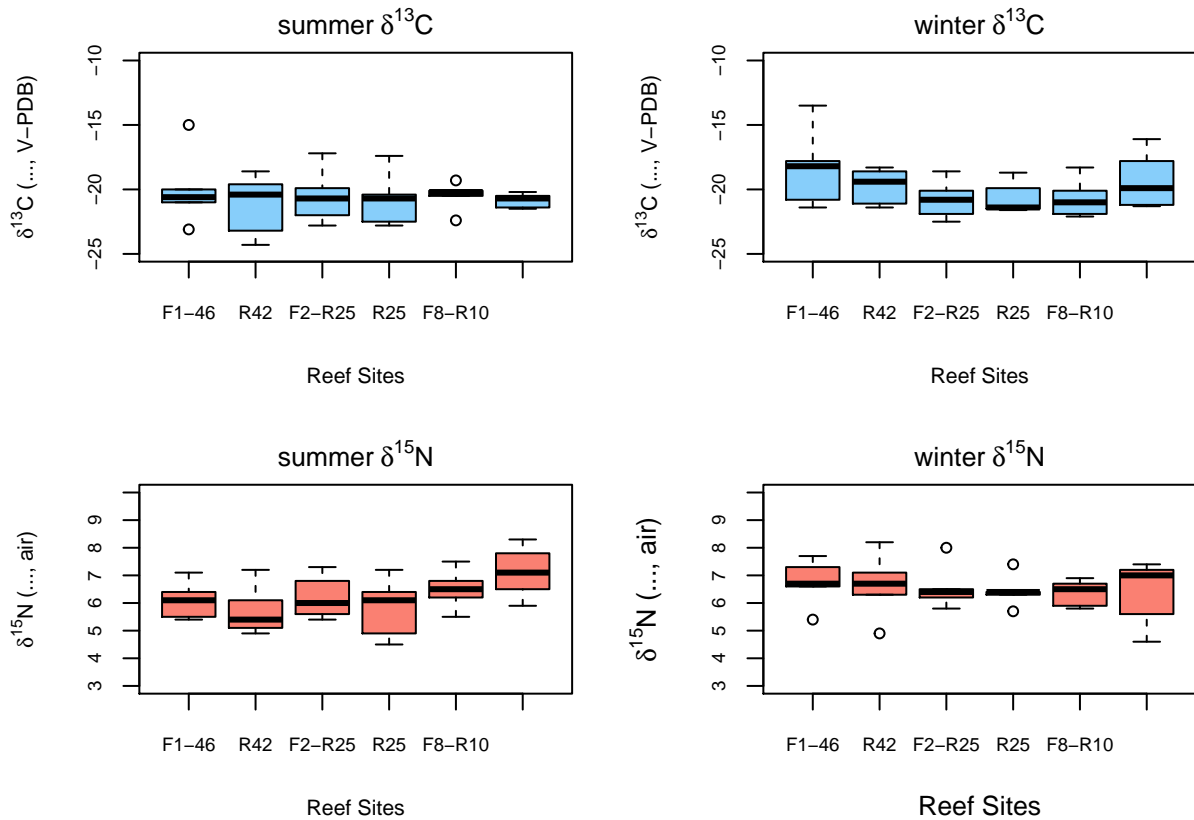 summer δ¹³C
δ¹³C (..., V−PDB)
−10
−15
−20
−25
F1−46 R42 F2−R25 R25 F8−R10
Reef Sites
winter δ¹³C
δ¹³C (..., V−PDB)
−10
−15
−20
−25
F1−46 R42 F2−R25 R25 F8−R10
Reef Sites
summer δ¹⁵N
δ¹⁵N (..., air)
9
8
7
6
5
4
3
F1−46 R42 F2−R25 R25 F8−R10
Reef Sites
winter δ¹⁵N
δ¹⁵N (..., air)
9
8
7
6
5
4
3
F1−46 R42 F2−R25 R25 F8−R10
Reef Sites